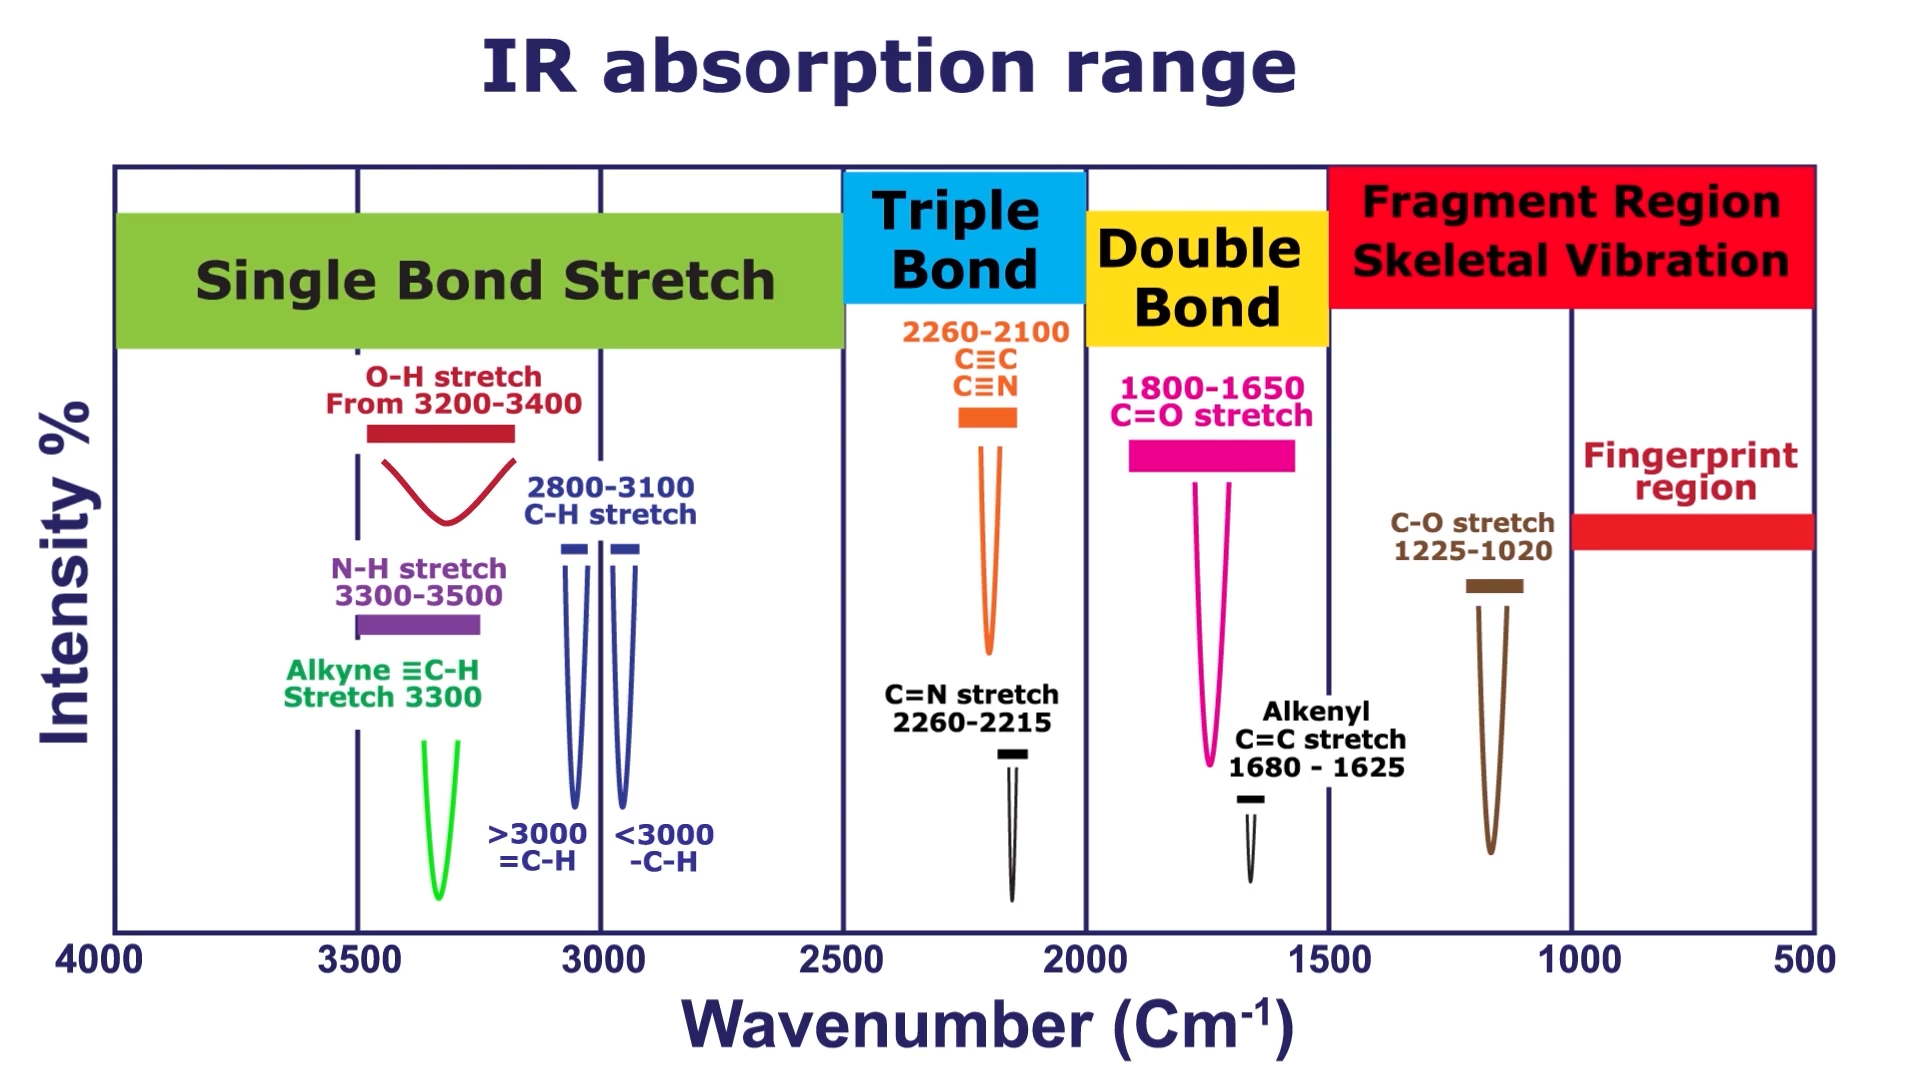 IR absorption range
Single Bond Stretch
Triple
Bond
Double
Bond
Fragment Region
Skeletal Vibration
O-H stretch
From 3200-3400
2800-3100
C-H stretch
N-H stretch
3300-3500
Alkyne ≡C-H
Stretch 3300
>3000
=C-H
<3000
-C-H
2260-2100
C≡C
C≡N
C=N stretch
2260-2215
1800-1650
C=O stretch
Alkenyl
C=C stretch
1680 - 1625
C-O stretch
1225-1020
Fingerprint
region
Intensity %
4000 3500 3000 2500 2000 1500 1000 500
Wavenumber (Cm⁻¹)